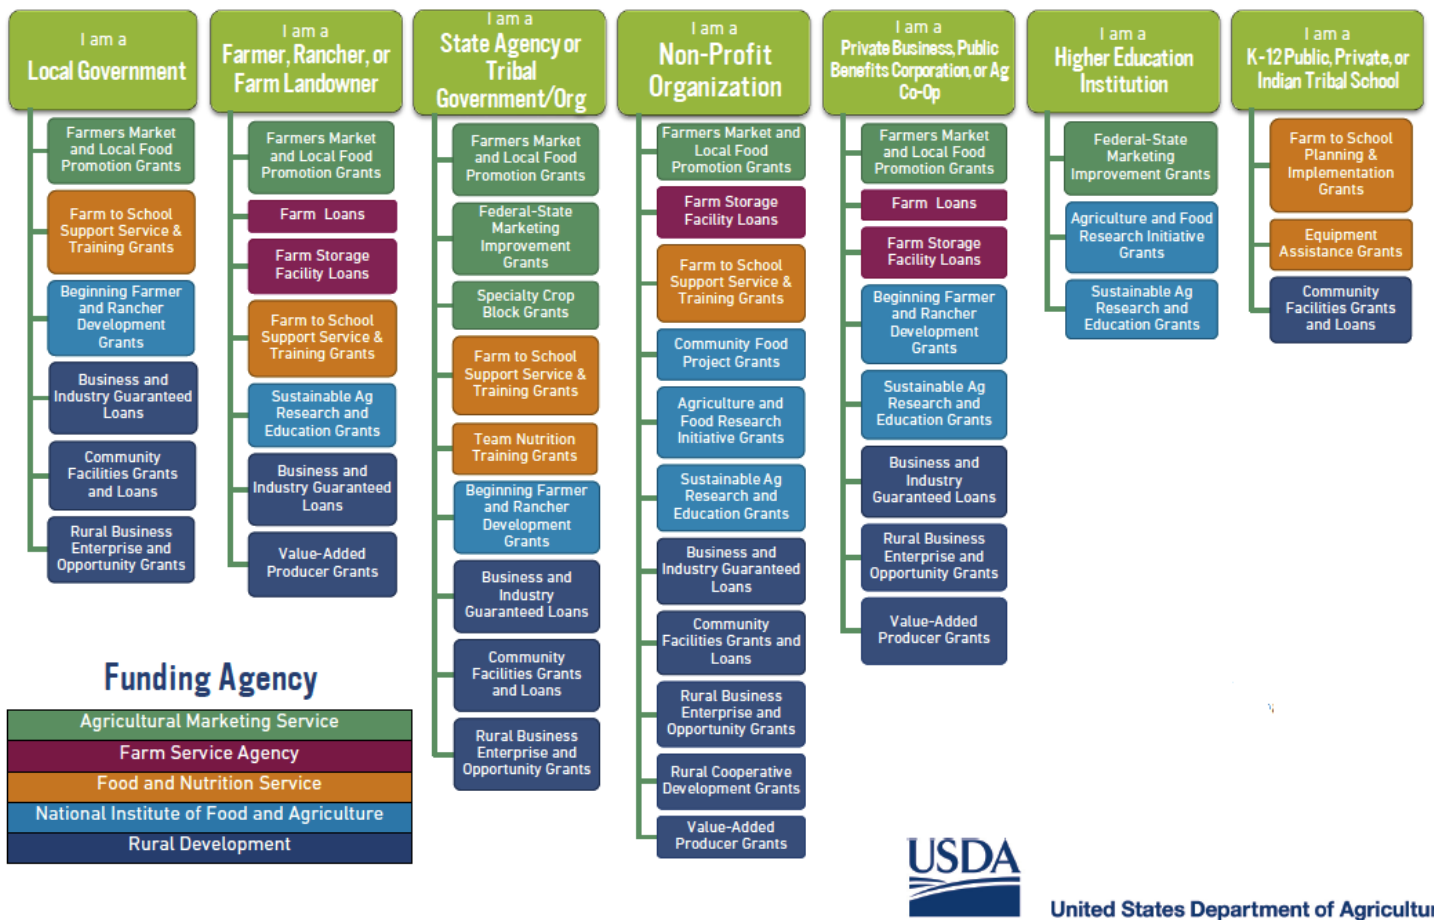 I am a
Local Government
Farmers Market
and Local Food
Promotion Grants
Farm to School
Support Service &
Training Grants
Beginning Farmer
and Rancher
Development
Grants
Business and
Industry Guaranteed
Loans
Community
Facilities Grants
and Loans
Rural Business
Enterprise and
Opportunity Grants
I am a
Farmer, Rancher, or
Farm Landowner
Farmers Market
and Local Food
Promotion Grants
Farm Loans
Farm Storage
Facility Loans
Farm to School
Support Service &
Training Grants
Sustainable Ag
Research and
Education Grants
Business and
Industry Guaranteed
Loans
Value-Added
Producer Grants
I am a
State Agency or
Tribal
Government/Org
Farmers Market
and Local Food
Promotion Grants
Federal-State
Marketing
Improvement
Grants
Specialty Crop
Block Grants
Farm to School
Support Service &
Training Grants
Team Nutrition
Training Grants
Beginning Farmer
and Rancher
Development
Grants
Business and
Industry
Guaranteed Loans
Community
Facilities Grants
and Loans
Rural Business
Enterprise and
Opportunity Grants
I am a
Non-Profit
Organization
Farmers Market and
Local Food
Promotion Grants
Farm Storage
Facility Loans
Farm to School
Support Service &
Training Grants
Community Food
Project Grants
Agriculture and
Food Research
Initiative Grants
Sustainable Ag
Research and
Education Grants
Business and
Industry Guaranteed
Loans
Community
Facilities Grants and
Loans
Rural Business
Enterprise and
Opportunity Grants
Rural Cooperative
Development Grants
Value-Added
Producer Grants
I am a
Private Business, Public
Benefits Corporation, or Ag
Co-Op
Farmers Market
and Local Food
Promotion Grants
Farm Loans
Farm Storage
Facility Loans
Beginning Farmer
and Rancher
Development
Grants
Sustainable Ag
Research and
Education Grants
Business and
Industry
Guaranteed Loans
Rural Business
Enterprise and
Opportunity Grants
Value-Added
Producer Grants
I am a
Higher Education
Institution
Federal-State
Marketing
Improvement Grants
Agriculture and Food
Research Initiative
Grants
Sustainable Ag
Research and
Education Grants
I am a
K-12 Public, Private, or
Indian Tribal School
Farm to School
Planning &
Implementation
Grants
Equipment
Assistance Grants
Community
Facilities Grants
and Loans
Funding Agency
Agricultural Marketing Service
Farm Service Agency
Food and Nutrition Service
National Institute of Food and Agriculture
Rural Development
USDA
United States Department of Agricultur